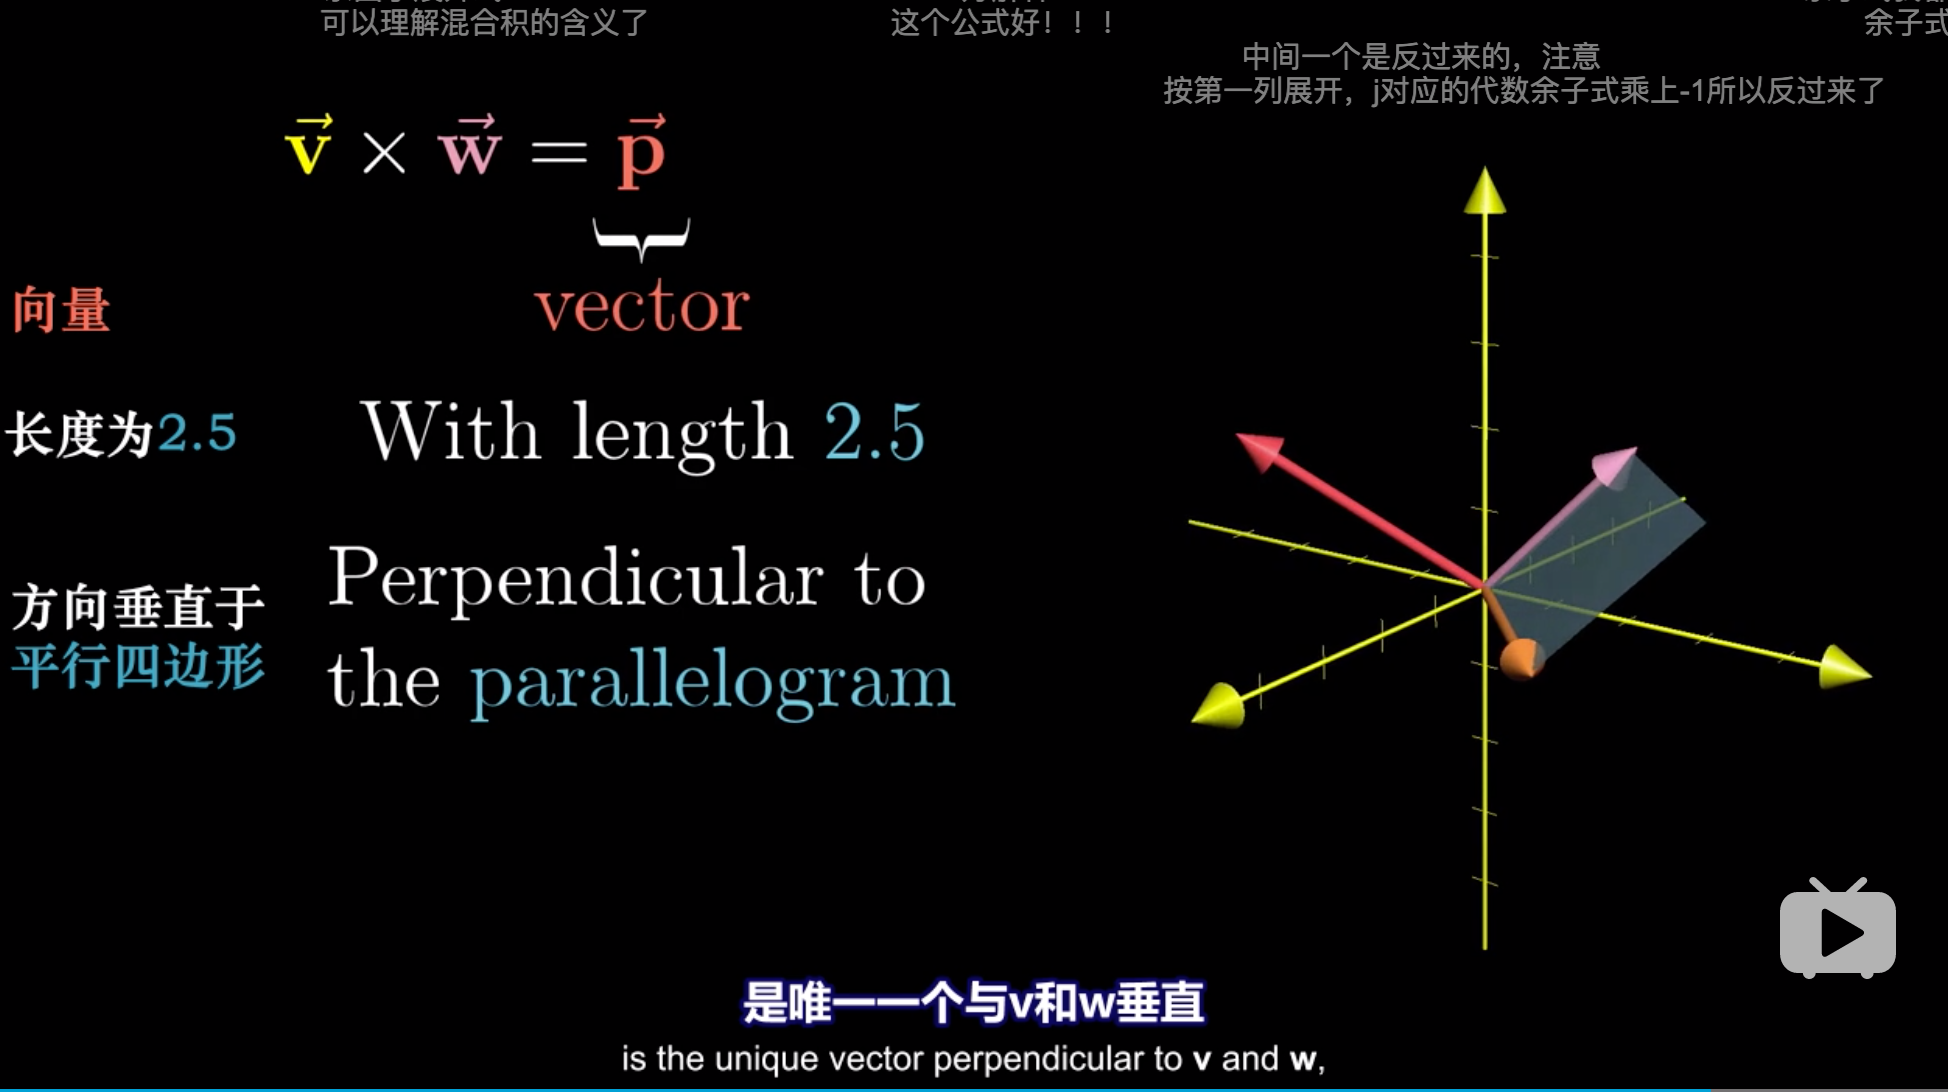 可以理解混合积的含义了
这个公式好！！！
余子式
中间一个是反过来的，注意
按第一列展开，j对应的代数余子式乘上-1所以反过来了
v⃗ × w⃗ = p⃗
向量
vector
长度为2.5
With length 2.5
方向垂直于
平行四边形
Perpendicular to
the parallelogram
是唯一一个与v和w垂直
is the unique vector perpendicular to v and w,